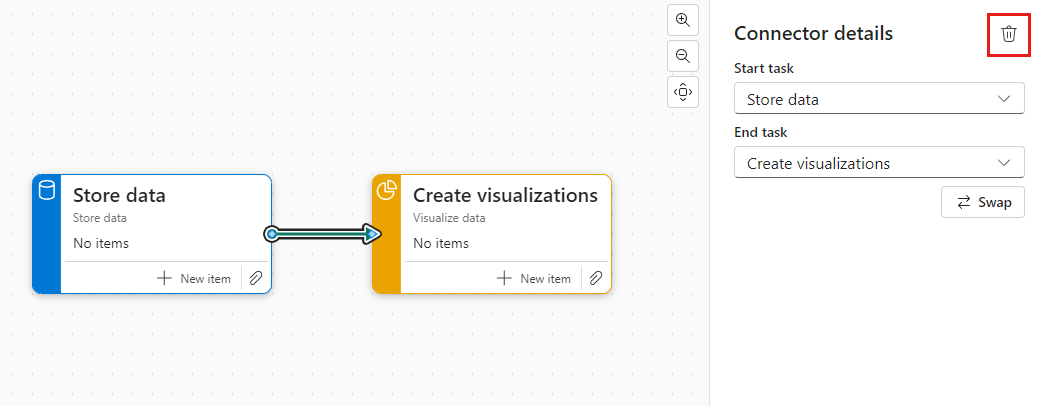 Store data
Store data
No items
New item
Create visualizations
Visualize data
No items
New item
Connector details
Start task
Store data
End task
Create visualizations
Swap